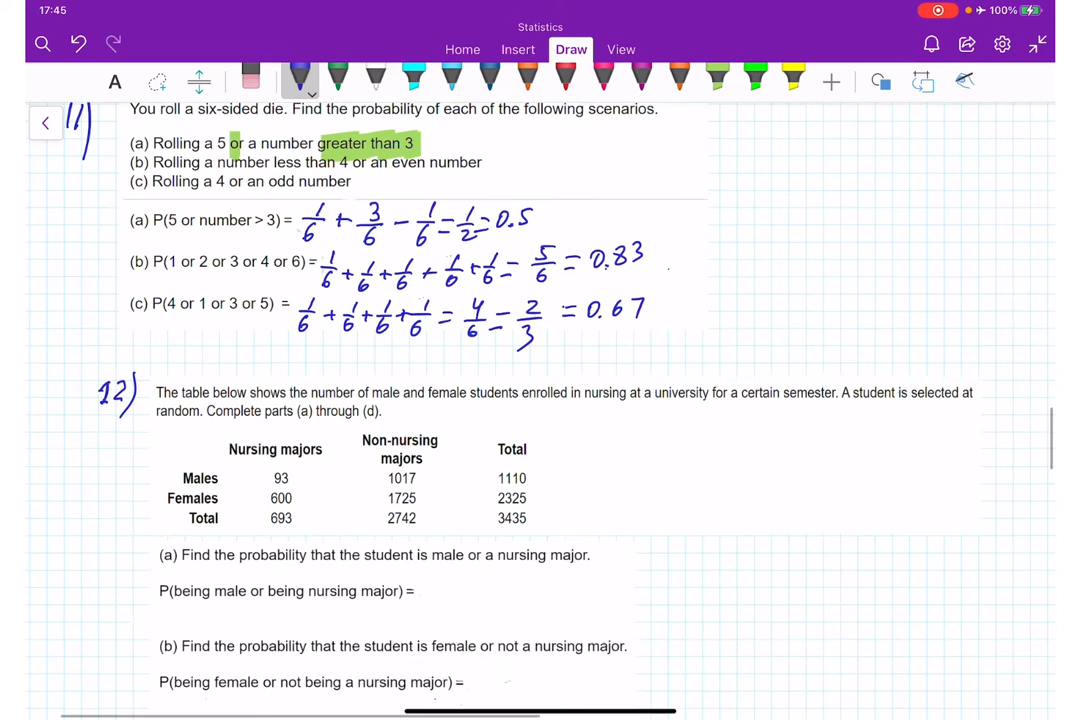 17:45
100%
Statistics
Home Insert Draw View
A
11)
You roll a six-sided die. Find the probability of each of the following scenarios.
(a) Rolling a 5 or a number greater than 3
(b) Rolling a number less than 4 or an even number
(c) Rolling a 4 or an odd number
(a) P(5 or number > 3) = 1/6 + 3/6 - 1/6 = 1/2 = 0.5
(b) P(1 or 2 or 3 or 4 or 6) = 1/6 + 1/6 + 1/6 + 1/6 + 1/6 = 5/6 = 0.83
(c) P(4 or 1 or 3 or 5) = 1/6 + 1/6 + 1/6 + 1/6 = 4/6 = 2/3 = 0.67
12)
The table below shows the number of male and female students enrolled in nursing at a university for a certain semester. A student is selected at
random. Complete parts (a) through (d).
Nursing majors Non-nursing majors Total
Males 93 1017 1110
Females 600 1725 2325
Total 693 2742 3435
(a) Find the probability that the student is male or a nursing major.
P(being male or being nursing major) =
(b) Find the probability that the student is female or not a nursing major.
P(being female or not being a nursing major) =